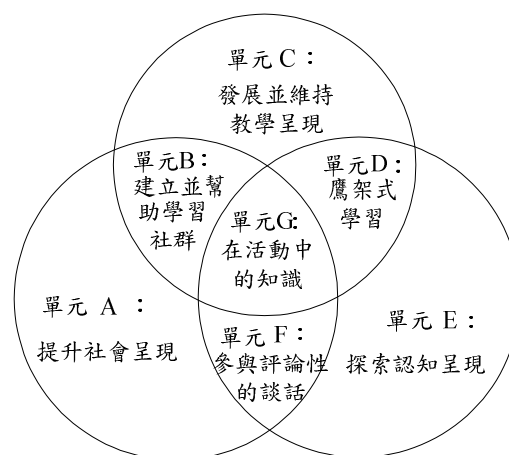 單元 C：
發展並維持
教學呈現
單元B：
建立並幫
助學習
社群
單元D：
鷹架式
學習
單元G：
在活動中
的知識
單元 A ：
提升社會呈現
單元 F：
參與評論性
的談話
單元 E：
探索認知呈現